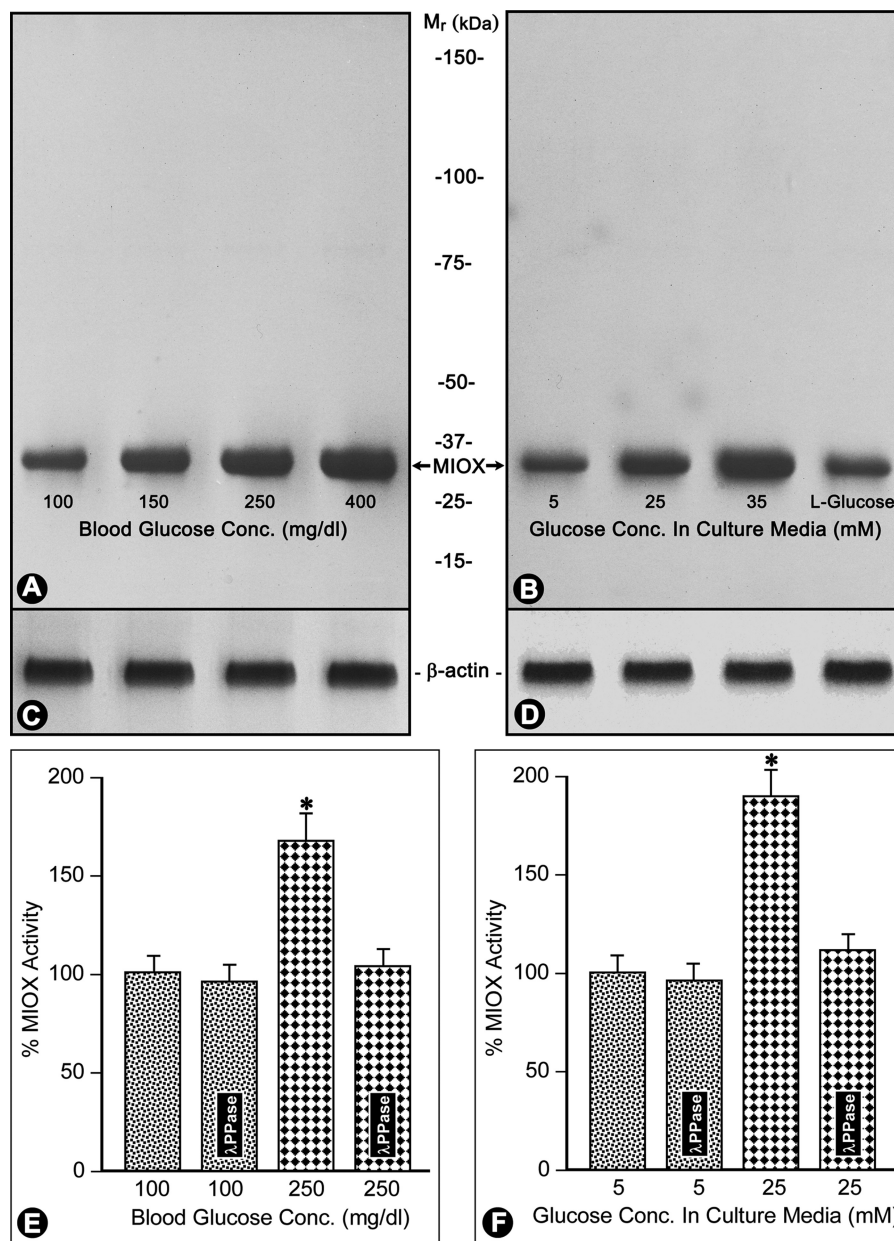 Mr (kDa)
-150-
-100-
-75-
-50-
-37-
MIOX
-25-
-15-
100 150 250 400
Blood Glucose Conc. (mg/dl)
A
5 25 35 L-Glucose
Glucose Conc. In Culture Media (mM)
B
C
- β-actin -
D
% MIOX Activity
200
150
100
50
0
λPPase
λPPase
*
100 100 250 250
Blood Glucose Conc. (mg/dl)
E
% MIOX Activity
200
150
100
50
0
λPPase
λPPase
*
5 5 25 25
Glucose Conc. In Culture Media (mM)
F